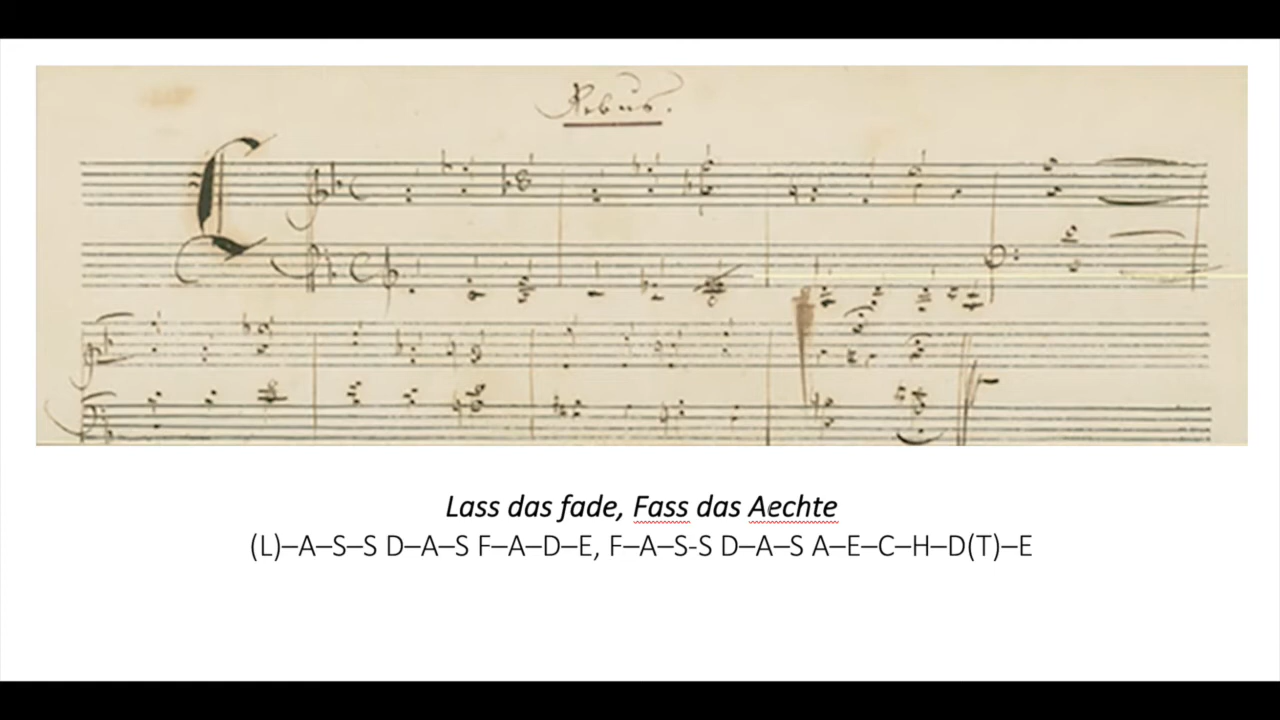 Rebus.
Lass das fade, Fass das Aechte
(L)–A–S–S D–A–S F–A–D–E, F–A–S-S D–A–S A–E–C–H–D(T)–E